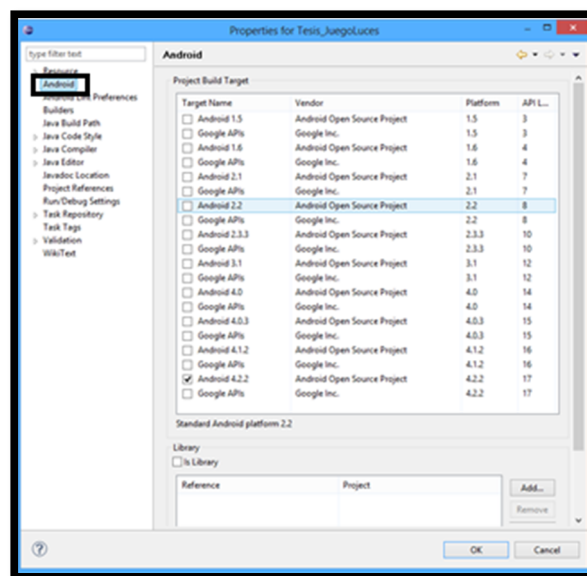 Properties for Tesis_JuegoLuces
type filter text
Resource
Android
Android Lint Preferences
Builders
Java Build Path
Java Code Style
Java Compiler
Java Editor
Javadoc Location
Project References
Run/Debug Settings
Task Repository
Task Tags
Validation
WikiText
Android
Project Build Target
Target Name Vendor Platform API L...
Android 1.5 Android Open Source Project 1.5 3
Google APIs Google Inc. 1.5 3
Android 1.6 Android Open Source Project 1.6 4
Google APIs Google Inc. 1.6 4
Android 2.1 Android Open Source Project 2.1 7
Google APIs Google Inc. 2.1 7
Android 2.2 Android Open Source Project 2.2 8
Google APIs Google Inc. 2.2 8
Android 2.3.3 Android Open Source Project 2.3.3 10
Google APIs Google Inc. 2.3.3 10
Android 3.1 Android Open Source Project 3.1 12
Google APIs Google Inc. 3.1 12
Android 4.0 Android Open Source Project 4.0 14
Google APIs Google Inc. 4.0 14
Android 4.0.3 Android Open Source Project 4.0.3 15
Google APIs Google Inc. 4.0.3 15
Android 4.1.2 Android Open Source Project 4.1.2 16
Google APIs Google Inc. 4.1.2 16
Android 4.2.2 Android Open Source Project 4.2.2 17
Google APIs Google Inc. 4.2.2 17
Standard Android platform 2.2
Library
Is Library
Reference Project
Add...
Remove
OK Cancel